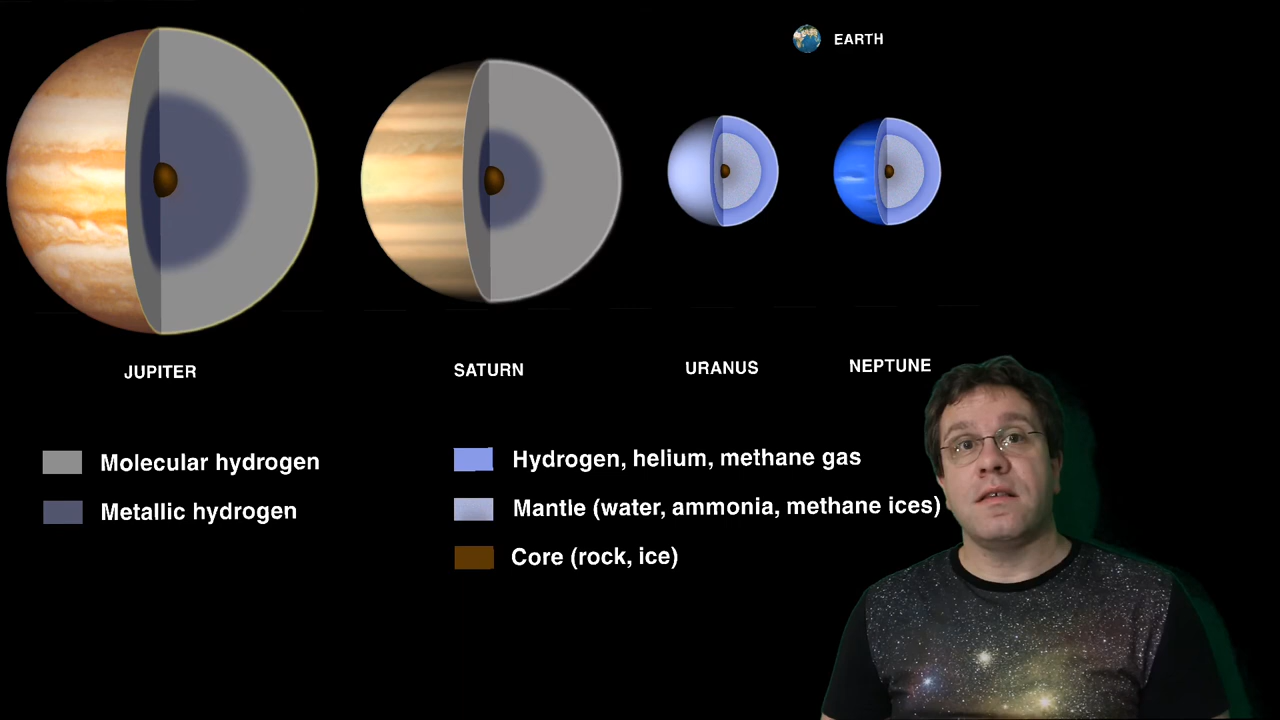 EARTH
JUPITER
SATURN
URANUS
NEPTUNE
Molecular hydrogen
Metallic hydrogen
Hydrogen, helium, methane gas
Mantle (water, ammonia, methane ices)
Core (rock, ice)